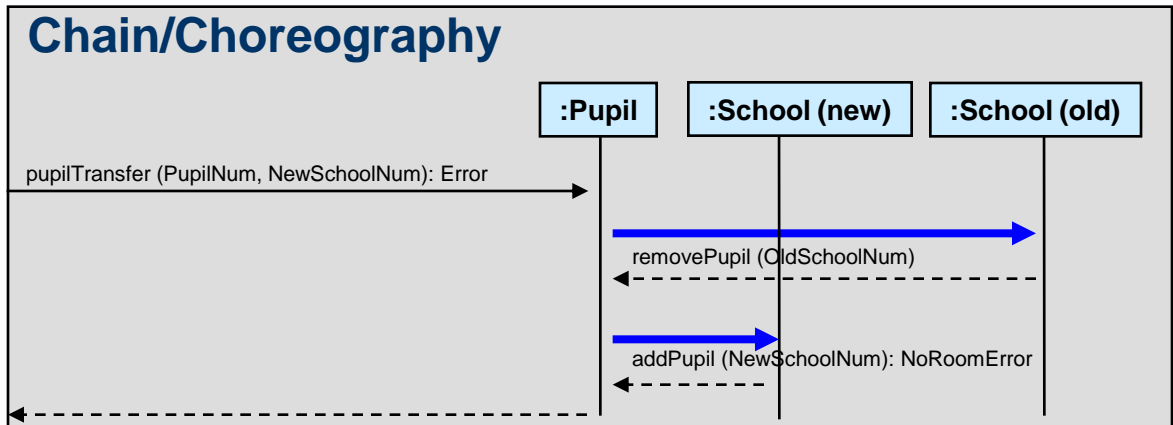 Chain/Choreography
:Pupil
:School (new)
:School (old)
pupilTransfer (PupilNum, NewSchoolNum): Error
removePupil (OldSchoolNum)
addPupil (NewSchoolNum): NoRoomError